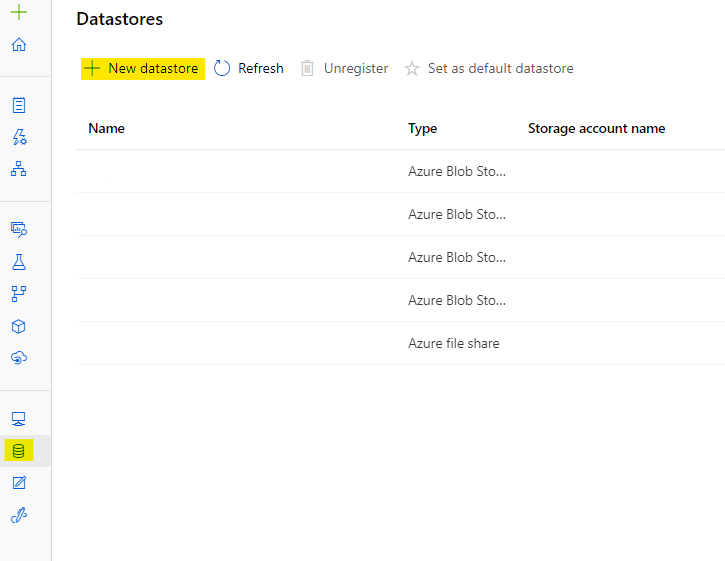 Datastores
New datastore Refresh Unregister Set as default datastore
Name Type Storage account name
Azure Blob Sto...
Azure Blob Sto...
Azure Blob Sto...
Azure Blob Sto...
Azure file share